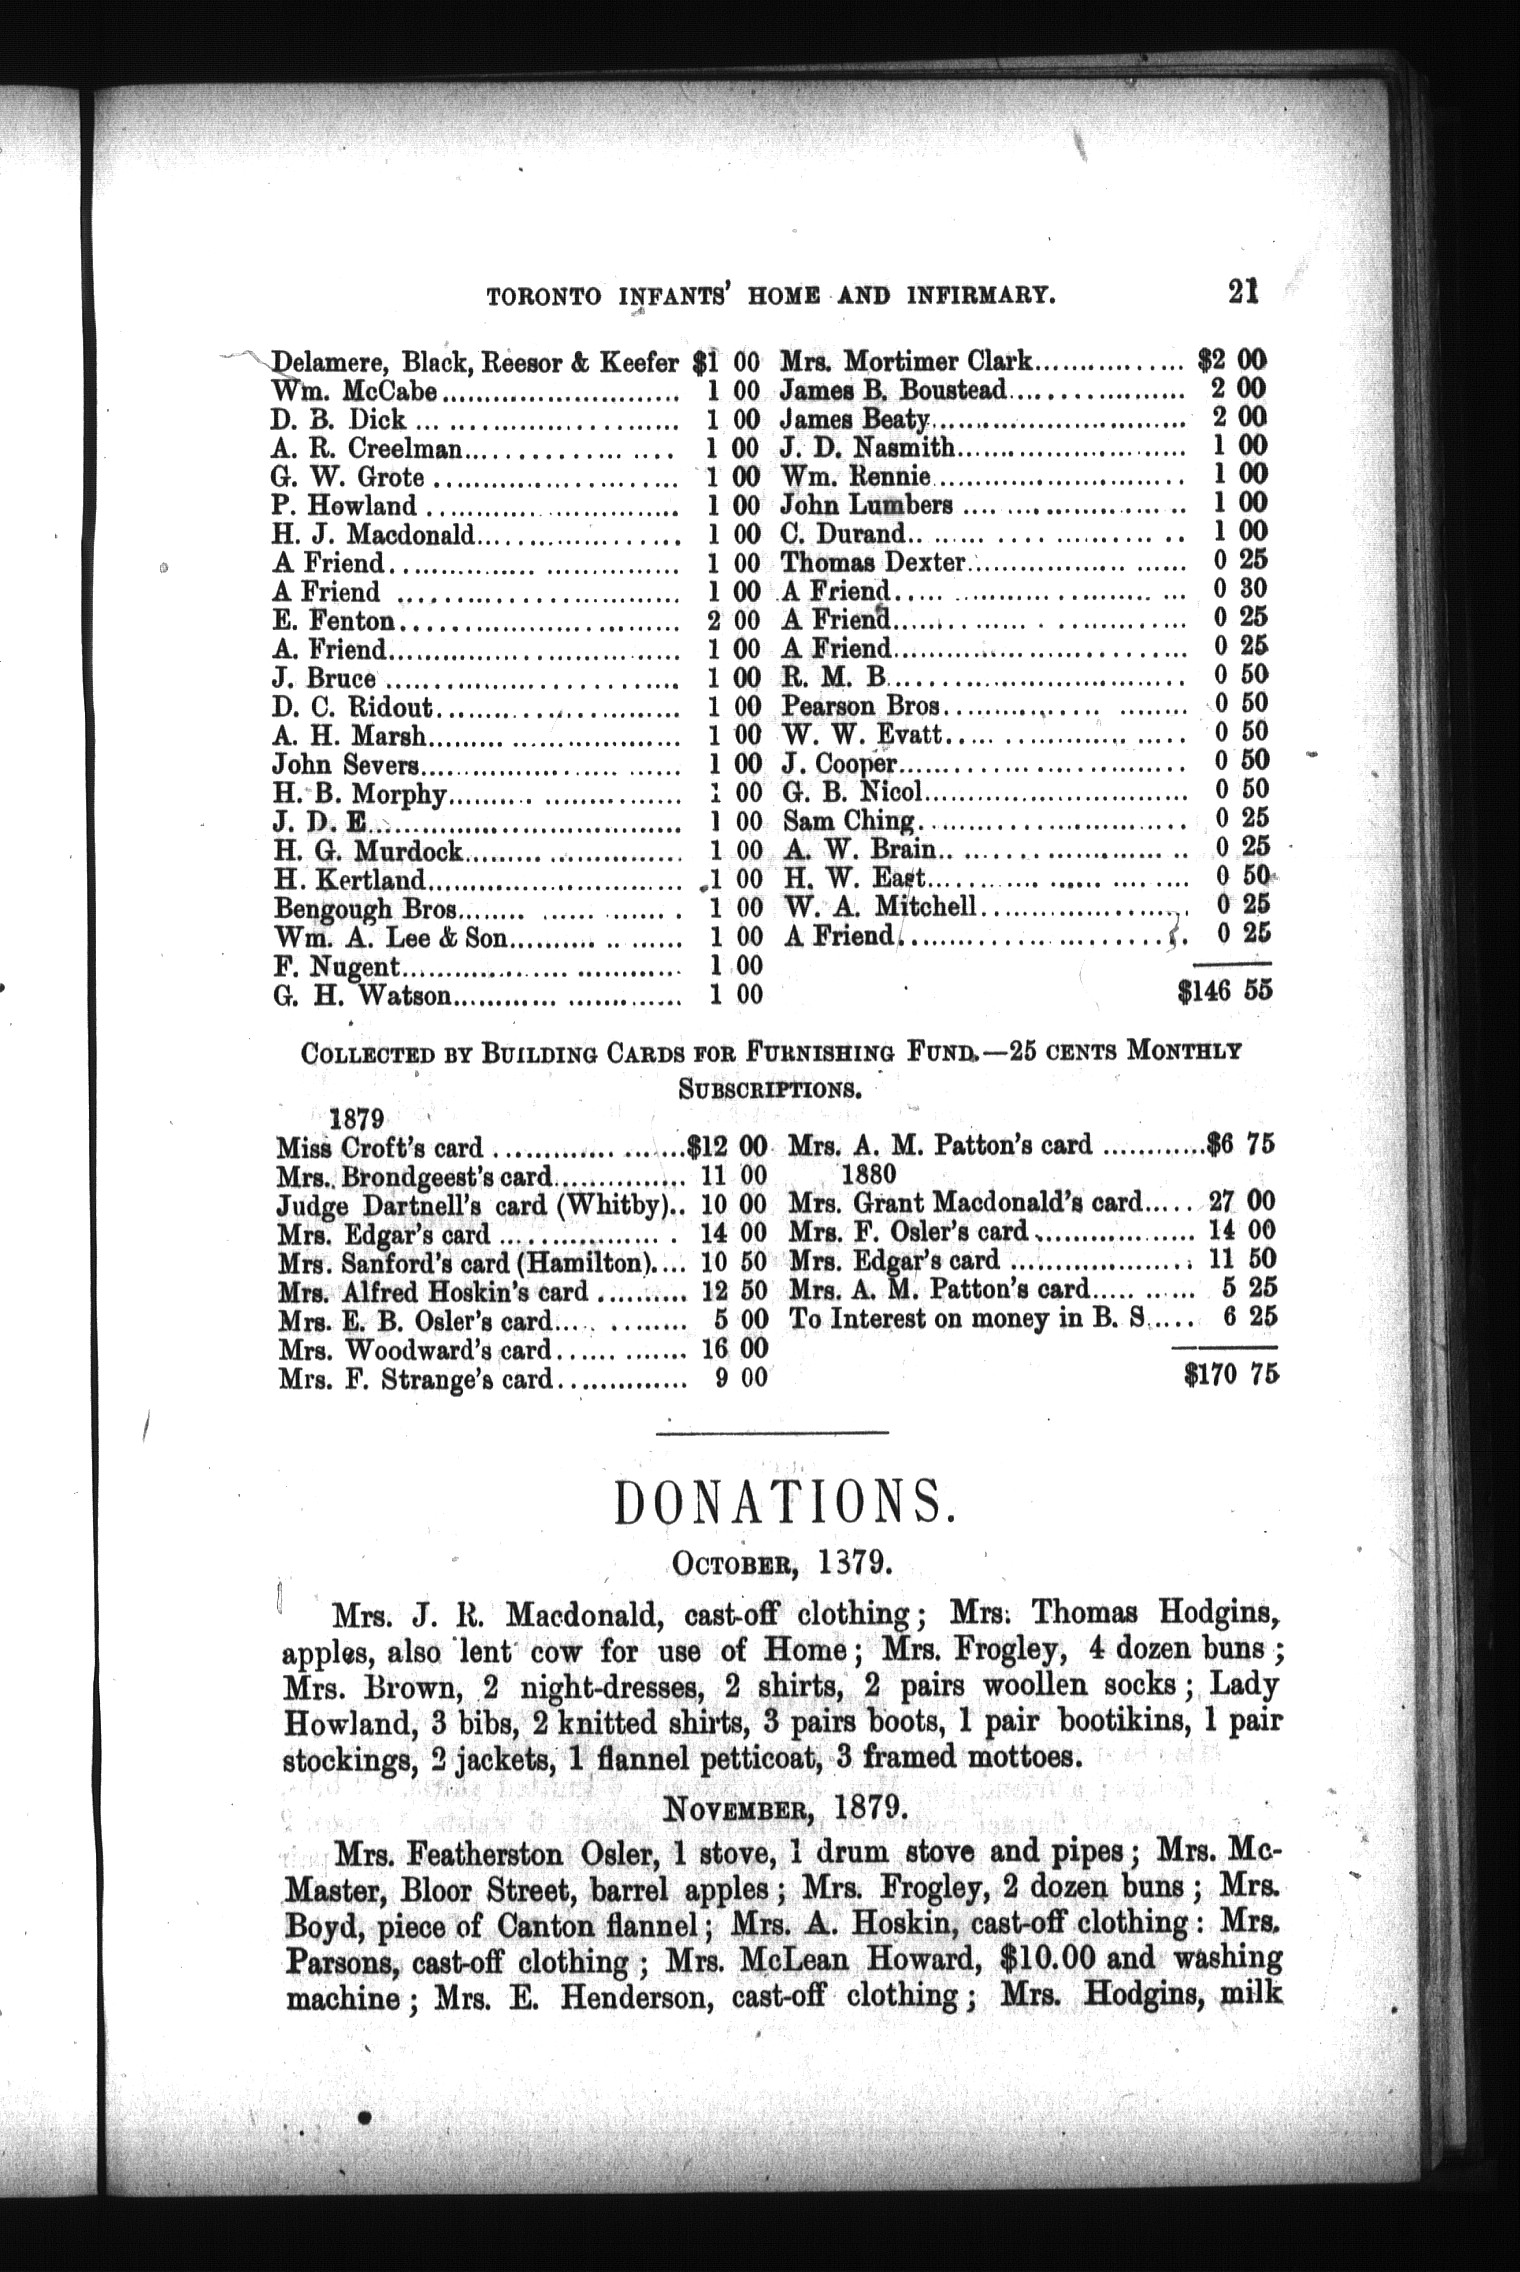 TORONTO INFANTS' HOME AND INFIRMARY. 21
Delamere, Black, Reesor & Keefer $1 00
Wm. McCabe 1 00
D. B. Dick 1 00
A. R. Creelman 1 00
G. W. Grote 1 00
P. Howland 1 00
H. J. Macdonald 1 00
A Friend 1 00
A Friend 1 00
E. Fenton 2 00
A. Friend 1 00
J. Bruce 1 00
D. C. Ridout 1 00
A. H. Marsh 1 00
John Severs 1 00
H. B. Morphy 1 00
J. D. E 1 00
H. G. Murdock 1 00
H. Kertland 1 00
Bengough Bros 1 00
Wm. A. Lee & Son 1 00
F. Nugent 1 00
G. H. Watson 1 00
Mrs. Mortimer Clark $2 00
James B. Boustead 2 00
James Beaty 2 00
J. D. Nasmith 1 00
Wm. Rennie 1 00
John Lumbers 1 00
C. Durand 1 00
Thomas Dexter 0 25
A Friend 0 30
A Friend 0 25
A Friend 0 25
R. M. B 0 50
Pearson Bros 0 50
W. W. Evatt 0 50
J. Cooper 0 50
G. B. Nicol 0 50
Sam Ching 0 25
A. W. Brain 0 25
H. W. East 0 50
W. A. Mitchell 0 25
A Friend 0 25
$146 55
COLLECTED BY BUILDING CARDS FOR FURNISHING FUND.—25 CENTS MONTHLY
SUBSCRIPTIONS.
1879
Miss Croft's card $12 00
Mrs. Brondgeest's card 11 00
Judge Dartnell's card (Whitby) 10 00
Mrs. Edgar's card 14 00
Mrs. Sanford's card (Hamilton) 10 50
Mrs. Alfred Hoskin's card 12 50
Mrs. E. B. Osler's card 5 00
Mrs. Woodward's card 16 00
Mrs. F. Strange's card 9 00
Mrs. A. M. Patton's card $6 75
1880
Mrs. Grant Macdonald's card 27 00
Mrs. F. Osler's card 14 00
Mrs. Edgar's card 11 50
Mrs. A. M. Patton's card 5 25
To Interest on money in B. S. 6 25
$170 75
DONATIONS.
OCTOBER, 1379.
Mrs. J. R. Macdonald, cast-off clothing; Mrs. Thomas Hodgins,
apples, also lent cow for use of Home; Mrs. Frogley, 4 dozen buns;
Mrs. Brown, 2 night-dresses, 2 shirts, 2 pairs woollen socks; Lady
Howland, 3 bibs, 2 knitted shirts, 3 pairs boots, 1 pair bootikins, 1 pair
stockings, 2 jackets, 1 flannel petticoat, 3 framed mottoes.
NOVEMBER, 1879.
Mrs. Featherston Osler, 1 stove, 1 drum stove and pipes; Mrs. Mc-
Master, Bloor Street, barrel apples; Mrs. Frogley, 2 dozen buns; Mrs.
Boyd, piece of Canton flannel; Mrs. A. Hoskin, cast-off clothing: Mrs.
Parsons, cast-off clothing; Mrs. McLean Howard, $10.00 and washing
machine; Mrs. E. Henderson, cast-off clothing; Mrs. Hodgins, milk